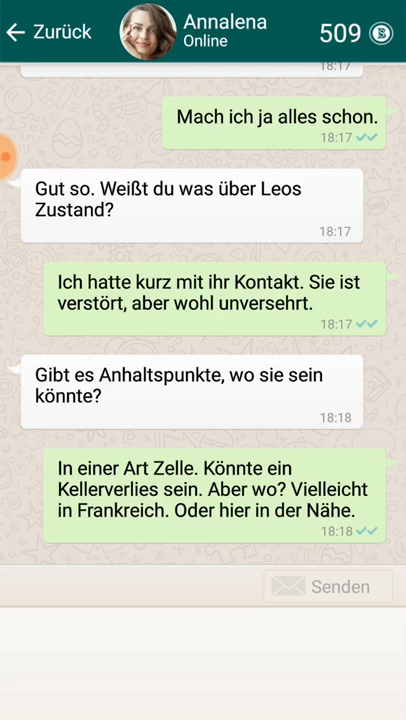 Zurück
Annalena
Online
509
18:17
Mach ich ja alles schon.
18:17
Gut so. Weißt du was über Leos
Zustand?
18:17
Ich hatte kurz mit ihr Kontakt. Sie ist
verstört, aber wohl unversehrt.
18:17
Gibt es Anhaltspunkte, wo sie sein
könnte?
18:18
In einer Art Zelle. Könnte ein
Kellerverlies sein. Aber wo? Vielleicht
in Frankreich. Oder hier in der Nähe.
18:18
Senden